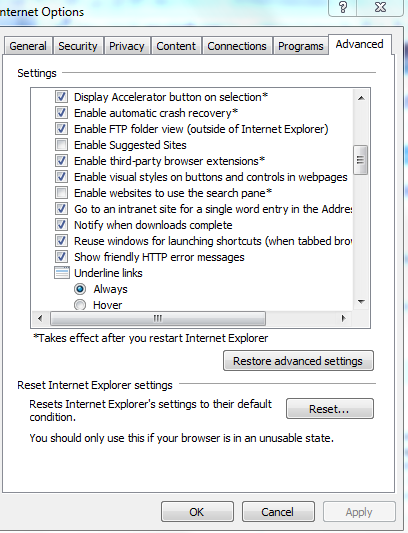 nternet Options
General Security Privacy Content Connections Programs Advanced
Settings
Display Accelerator button on selection*
Enable automatic crash recovery*
Enable FTP folder view (outside of Internet Explorer)
Enable Suggested Sites
Enable third-party browser extensions*
Enable visual styles on buttons and controls in webpages
Enable websites to use the search pane*
Go to an intranet site for a single word entry in the Addre
Notify when downloads complete
Reuse windows for launching shortcuts (when tabbed brov
Show friendly HTTP error messages
Underline links
Always
Hover
*Takes effect after you restart Internet Explorer
Restore advanced settings
Reset Internet Explorer settings
Resets Internet Explorer's settings to their default
condition.
Reset...
You should only use this if your browser is in an unusable state.
OK Cancel Apply